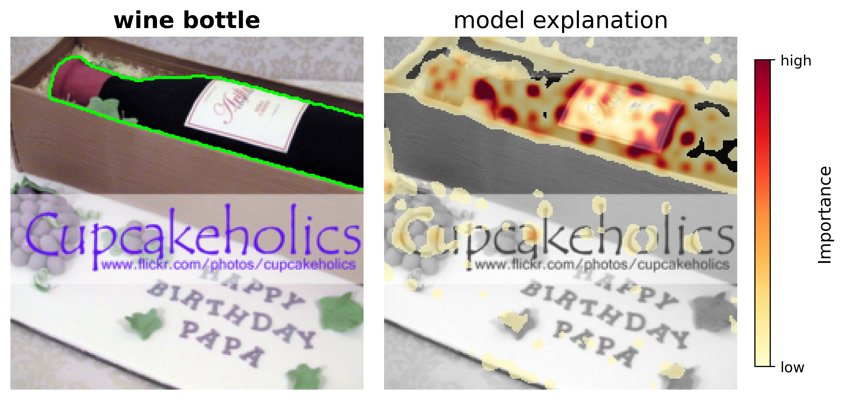 wine bottle
model explanation
high
Cupcakeholics
www.flickr.com/photos/cupcakeholics
HAPPY
BIRTHDAY
PAPA
Cupcakeholics
www.flickr.com/photos/cupcakeholics
HAPPY
BIRTHDAY
PAPA
low
Importance